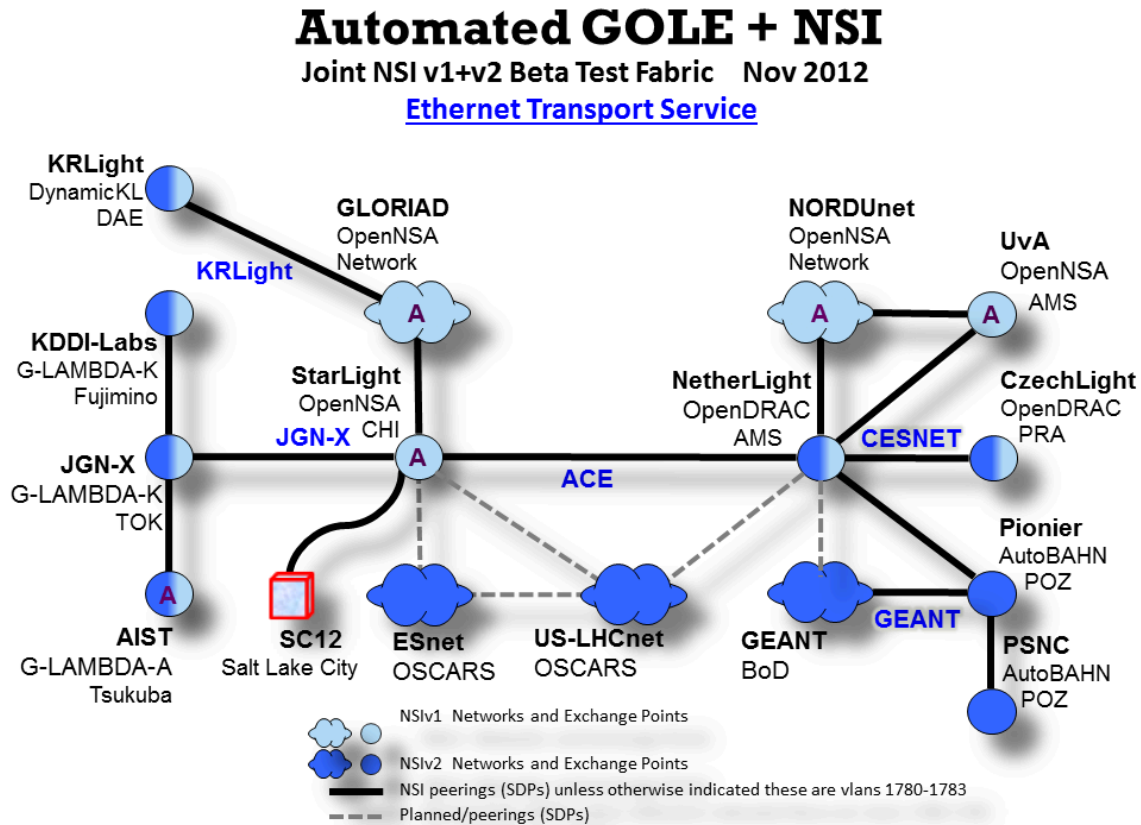 Automated GOLE + NSI
Joint NSI v1+v2 Beta Test Fabric Nov 2012
Ethernet Transport Service
KRLight
DynamicKL
DAE
KRLight
GLORIAD
OpenNSA
Network
A
NORDUnet
OpenNSA
Network
A
UvA
OpenNSA
AMS
A
KDDI-Labs
G-LAMBDA-K
Fujimino
StarLight
OpenNSA
CHI
A
NetherLight
OpenDRAC
AMS
CzechLight
OpenDRAC
PRA
JGN-X
ACE
CESNET
JGN-X
G-LAMBDA-K
TOK
A
AIST
G-LAMBDA-A
Tsukuba
SC12
Salt Lake City
ESnet
OSCARS
US-LHCnet
OSCARS
GEANT
BoD
GEANT
Pionier
AutoBAHN
POZ
PSNC
AutoBAHN
POZ
NSIv1 Networks and Exchange Points
NSIv2 Networks and Exchange Points
NSI peerings (SDPs) unless otherwise indicated these are vlans 1780-1783
Planned/peerings (SDPs)